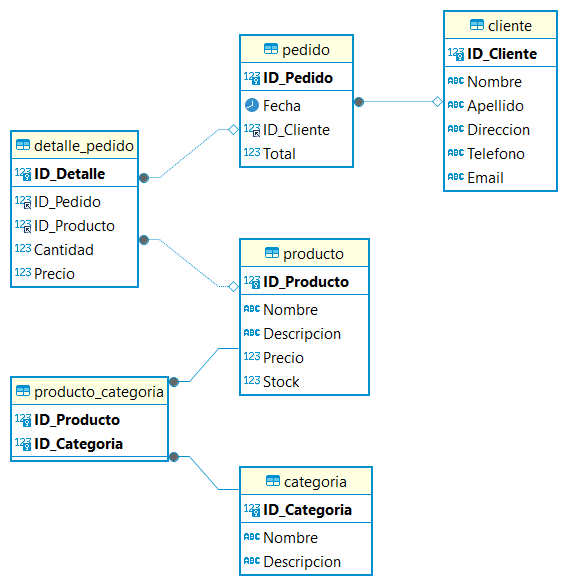 cliente
123 ID_Cliente
ABC Nombre
ABC Apellido
ABC Direccion
ABC Telefono
ABC Email
pedido
123 ID_Pedido
Fecha
123 ID_Cliente
123 Total
detalle_pedido
123 ID_Detalle
123 ID_Pedido
123 ID_Producto
123 Cantidad
123 Precio
producto
123 ID_Producto
ABC Nombre
ABC Descripcion
123 Precio
123 Stock
producto_categoria
123 ID_Producto
123 ID_Categoria
categoria
123 ID_Categoria
ABC Nombre
ABC Descripcion